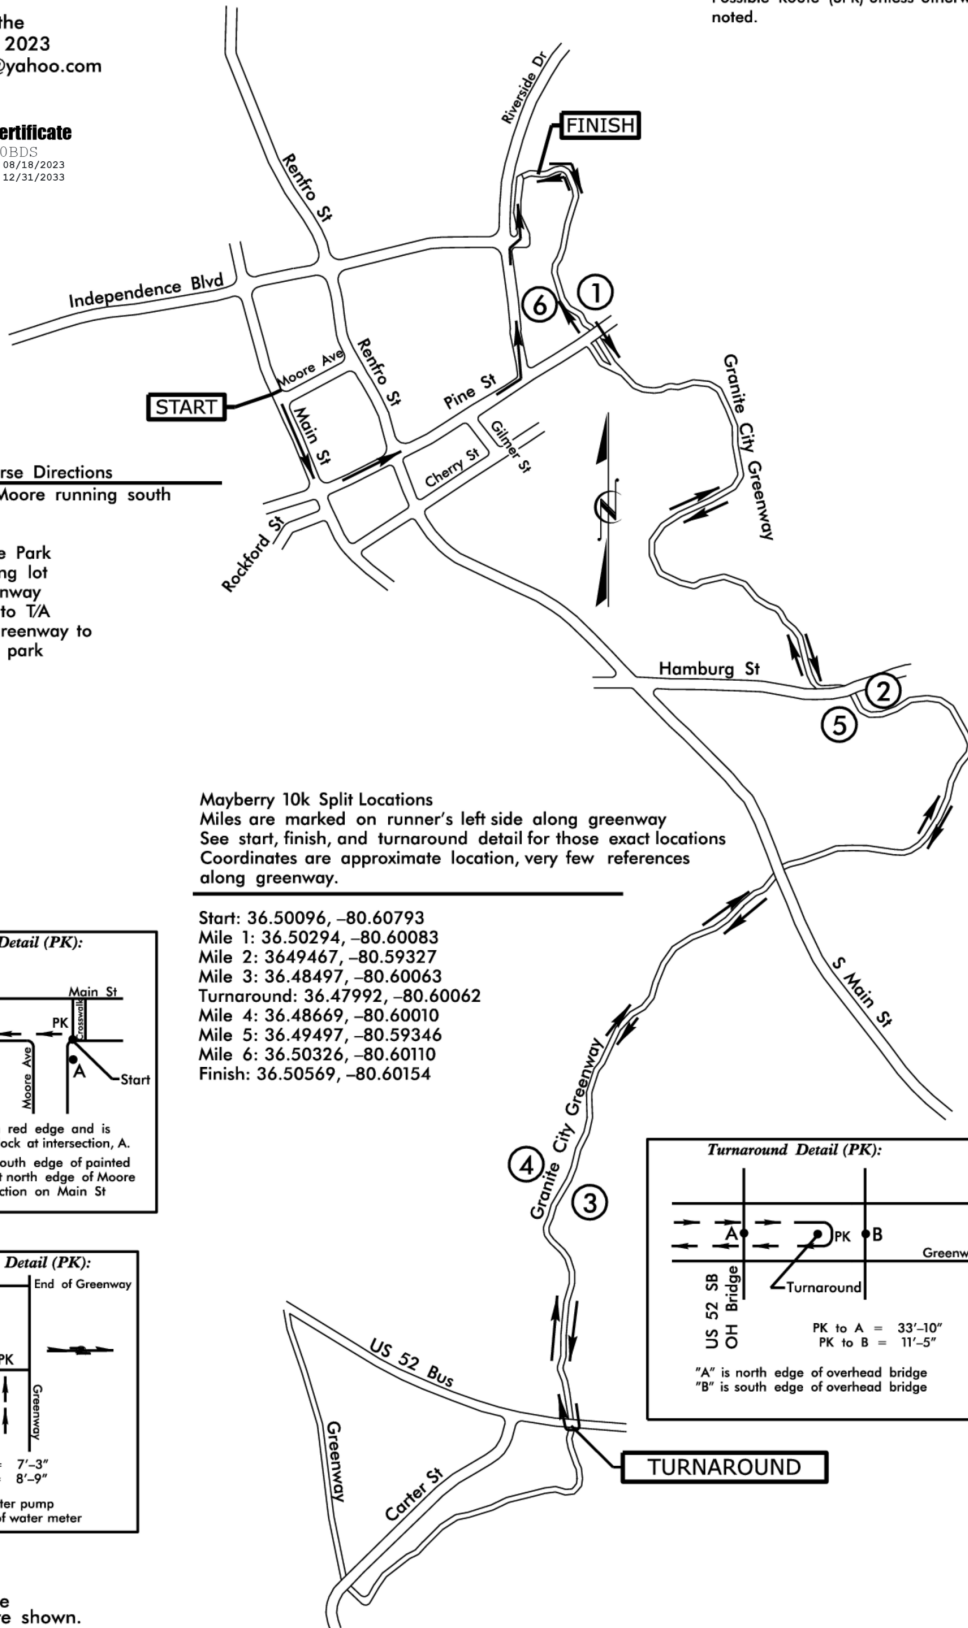 the
2023
@yahoo.com
Possible Route (SPR) unless otherw
noted.
ertificate
0BDS
08/18/2023
12/31/2033
Riverside Dr
FINISH
Renfro St
Independence Blvd
6
1
Moore Ave
Renfro St
START
Main St
Pine St
Granite City Greenway
Gilmer St
Cherry St
rse Directions
Moore running south
N
Rockford St
e Park
ng lot
nway
to T/A
reenway to
park
Hamburg St
2
5
Mayberry 10k Split Locations
Miles are marked on runner's left side along greenway
See start, finish, and turnaround detail for those exact locations
Coordinates are approximate location, very few references
along greenway.
Start: 36.50096, –80.60793
Mile 1: 36.50294, –80.60083
Mile 2: 3649467, –80.59327
Mile 3: 36.48497, –80.60063
Turnaround: 36.47992, –80.60062
Mile 4: 36.48669, –80.60010
Mile 5: 36.49497, –80.59346
Mile 6: 36.50326, –80.60110
Finish: 36.50569, –80.60154
S Main St
Detail (PK):
Main St
PK
Crosswalk
Moore Ave
A
Start
red edge and is
ock at intersection, A.
outh edge of painted
t north edge of Moore
ction on Main St
Granite City Greenway
4
3
Turnaround Detail (PK):
A
PK
B
Greenw
Turnaround
US 52 SB
OH Bridge
PK to A = 33'–10"
PK to B = 11'–5"
"A" is north edge of overhead bridge
"B" is south edge of overhead bridge
Detail (PK):
End of Greenway
PK
Greenway
= 7'–3"
= 8'–9"
ter pump
of water meter
US 52 Bus
Greenway
Carter St
TURNAROUND
e
re shown.